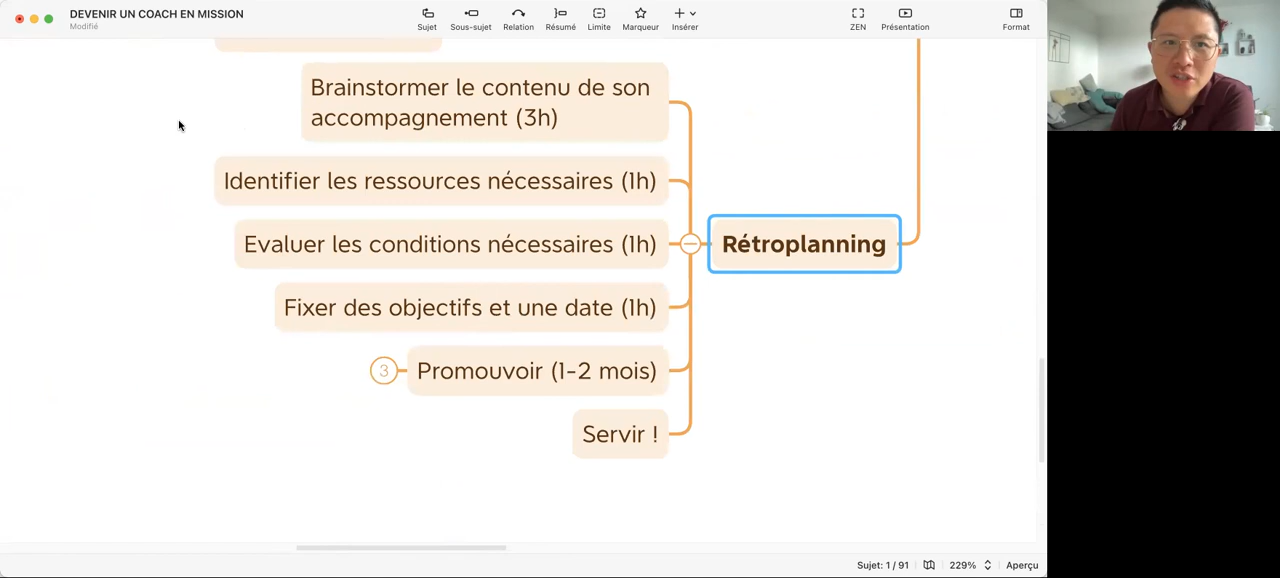 DEVENIR UN COACH EN MISSION
Modifié
Sujet
Sous-sujet
Relation
Résumé
Limite
Marqueur
Insérer
ZEN
Présentation
Format
Brainstormer le contenu de son
accompagnement (3h)
Identifier les ressources nécessaires (1h)
Evaluer les conditions nécessaires (1h)
Rétroplanning
Fixer des objectifs et une date (1h)
3
Promouvoir (1-2 mois)
Servir !
Sujet: 1 / 91
229%
Aperçu